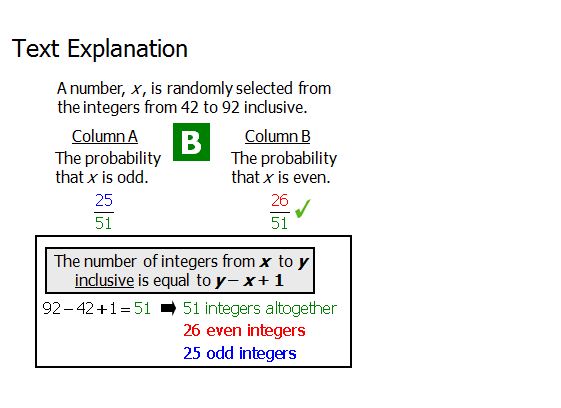 Text Explanation
A number, x, is randomly selected from
the integers from 42 to 92 inclusive.
Column A B Column B
The probability The probability
that x is odd. that x is even.
25/51 26/51 ✓
The number of integers from x to y
inclusive is equal to y – x + 1
92 – 42 + 1 = 51 ➡ 51 integers altogether
26 even integers
25 odd integers